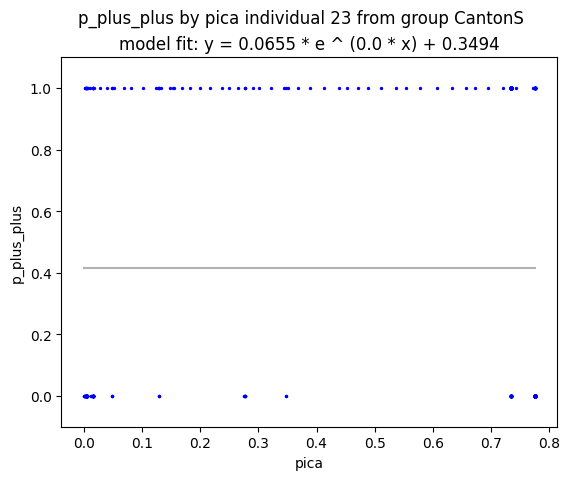 p_plus_plus by pica individual 23 from group CantonS
model fit: y = 0.0655 * e ^ (0.0 * x) + 0.3494
1.0
0.8
0.6
0.4
0.2
0.0
p_plus_plus
0.0 0.1 0.2 0.3 0.4 0.5 0.6 0.7 0.8
pica